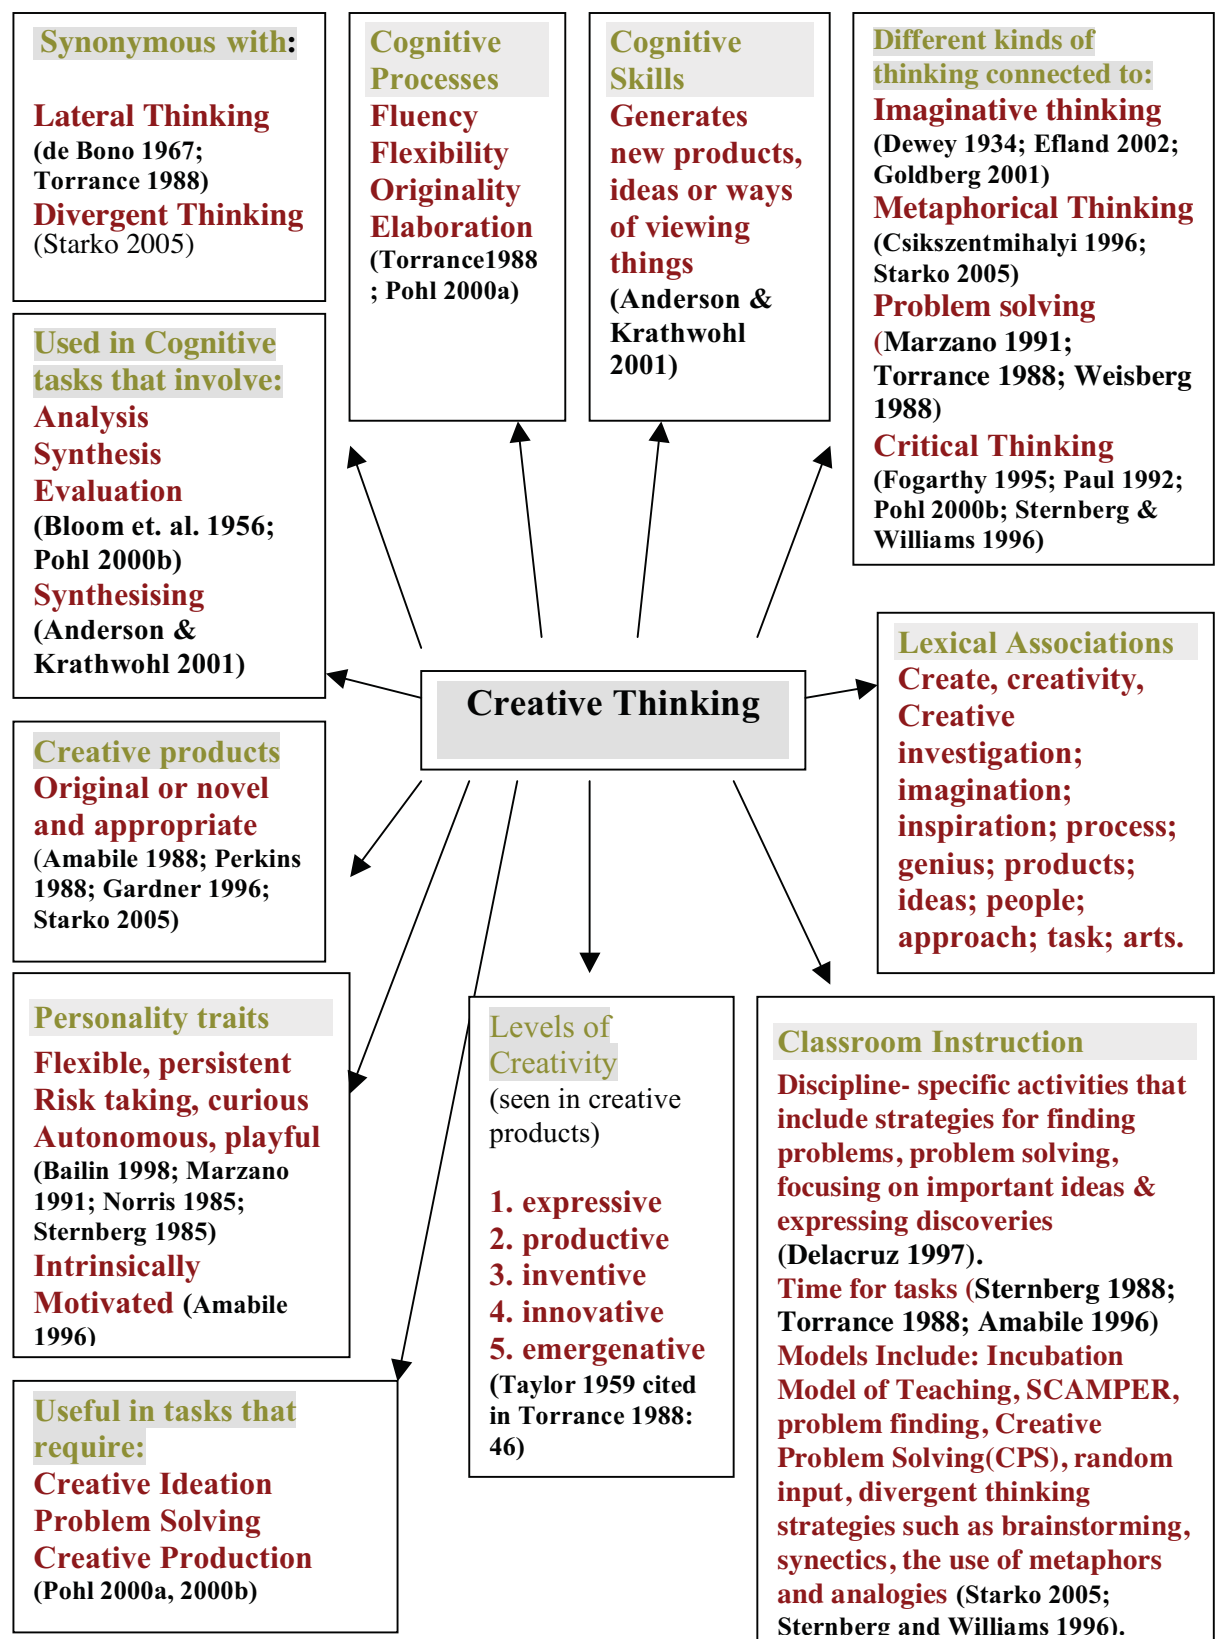 Synonymous with:
Lateral Thinking
(de Bono 1967;
Torrance 1988)
Divergent Thinking
(Starko 2005)
Cognitive
Processes
Fluency
Flexibility
Originality
Elaboration
(Torrance1988
; Pohl 2000a)
Cognitive
Skills
Generates
new products,
ideas or ways
of viewing
things
(Anderson &
Krathwohl
2001)
Different kinds of
thinking connected to:
Imaginative thinking
(Dewey 1934; Efland 2002;
Goldberg 2001)
Metaphorical Thinking
(Csikszentmihalyi 1996;
Starko 2005)
Problem solving
(Marzano 1991;
Torrance 1988; Weisberg
1988)
Critical Thinking
(Fogarthy 1995; Paul 1992;
Pohl 2000b; Sternberg &
Williams 1996)
Used in Cognitive
tasks that involve:
Analysis
Synthesis
Evaluation
(Bloom et. al. 1956;
Pohl 2000b)
Synthesising
(Anderson &
Krathwohl 2001)
Creative Thinking
Lexical Associations
Create, creativity,
Creative
investigation;
imagination;
inspiration; process;
genius; products;
ideas; people;
approach; task; arts.
Creative products
Original or novel
and appropriate
(Amabile 1988; Perkins
1988; Gardner 1996;
Starko 2005)
Personality traits
Flexible, persistent
Risk taking, curious
Autonomous, playful
(Bailin 1998; Marzano
1991; Norris 1985;
Sternberg 1985)
Intrinsically
Motivated (Amabile
1996)
Levels of
Creativity
(seen in creative
products)
1. expressive
2. productive
3. inventive
4. innovative
5. emergenative
(Taylor 1959 cited
in Torrance 1988:
46)
Classroom Instruction
Discipline- specific activities that
include strategies for finding
problems, problem solving,
focusing on important ideas &
expressing discoveries
(Delacruz 1997).
Time for tasks (Sternberg 1988;
Torrance 1988; Amabile 1996)
Models Include: Incubation
Model of Teaching, SCAMPER,
problem finding, Creative
Problem Solving(CPS), random
input, divergent thinking
strategies such as brainstorming,
synectics, the use of metaphors
and analogies (Starko 2005;
Sternberg and Williams 1996).
Useful in tasks that
require:
Creative Ideation
Problem Solving
Creative Production
(Pohl 2000a, 2000b)